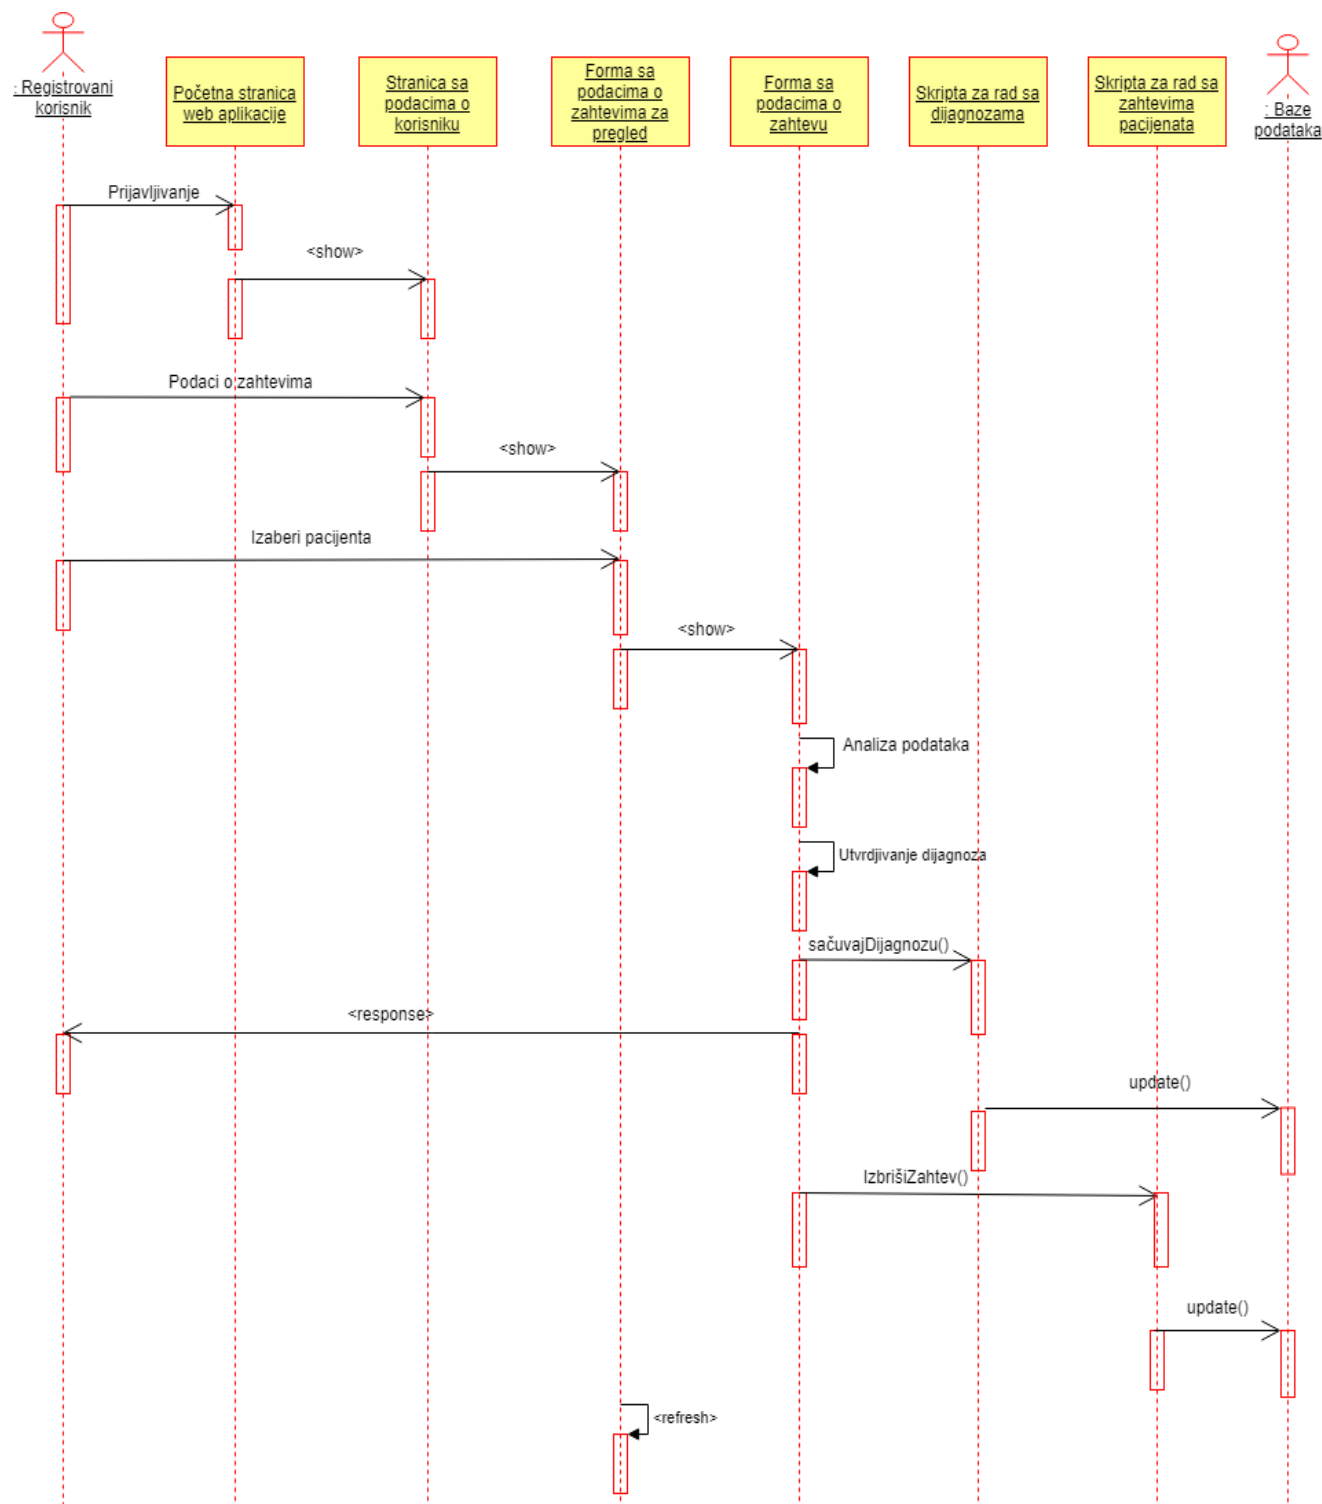 : Registrovani
korisnik
Početna stranica
web aplikacije
Stranica sa
podacima o
korisniku
Forma sa
podacima o
zahtevima za
pregled
Forma sa
podacima o
zahtevu
Skripta za rad sa
dijagnozama
Skripta za rad sa
zahtevima
pacijenata
: Baze
podataka
Prijavljivanje
<show>
Podaci o zahtevima
<show>
Izaberi pacijenta
<show>
Analiza podataka
Utvrdjivanje dijagnoza
sačuvajDijagnozu()
<response>
update()
IzbrišiZahtev()
update()
<refresh>